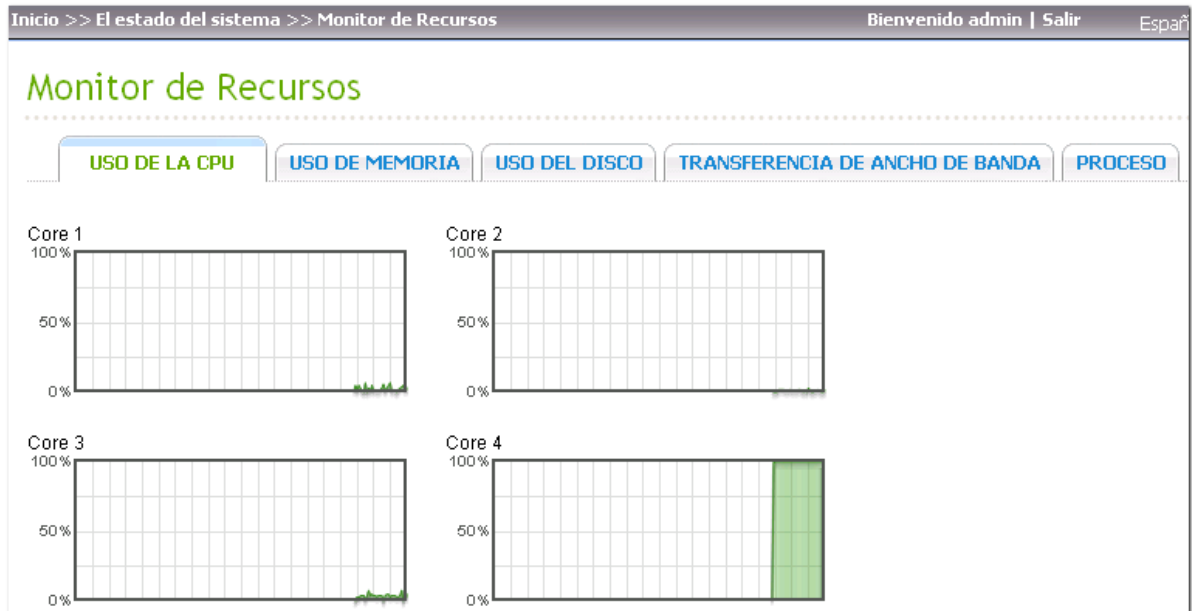 Inicio >> El estado del sistema >> Monitor de Recursos Bienvenido admin | Salir Españ
Monitor de Recursos
USO DE LA CPU USO DE MEMORIA USO DEL DISCO TRANSFERENCIA DE ANCHO DE BANDA PROCESO
Core 1 Core 2
100% 100%
50% 50%
0% 0%
Core 3 Core 4
100% 100%
50% 50%
0% 0%